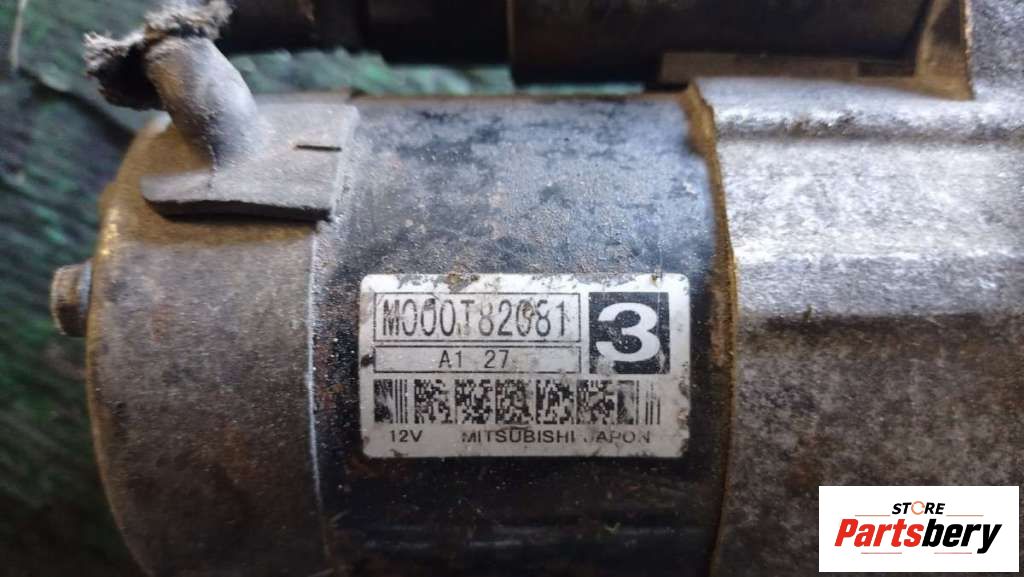 M000T82081
3
A1 27
12V MITSUBISHI JAPON
STORE
Partsbery